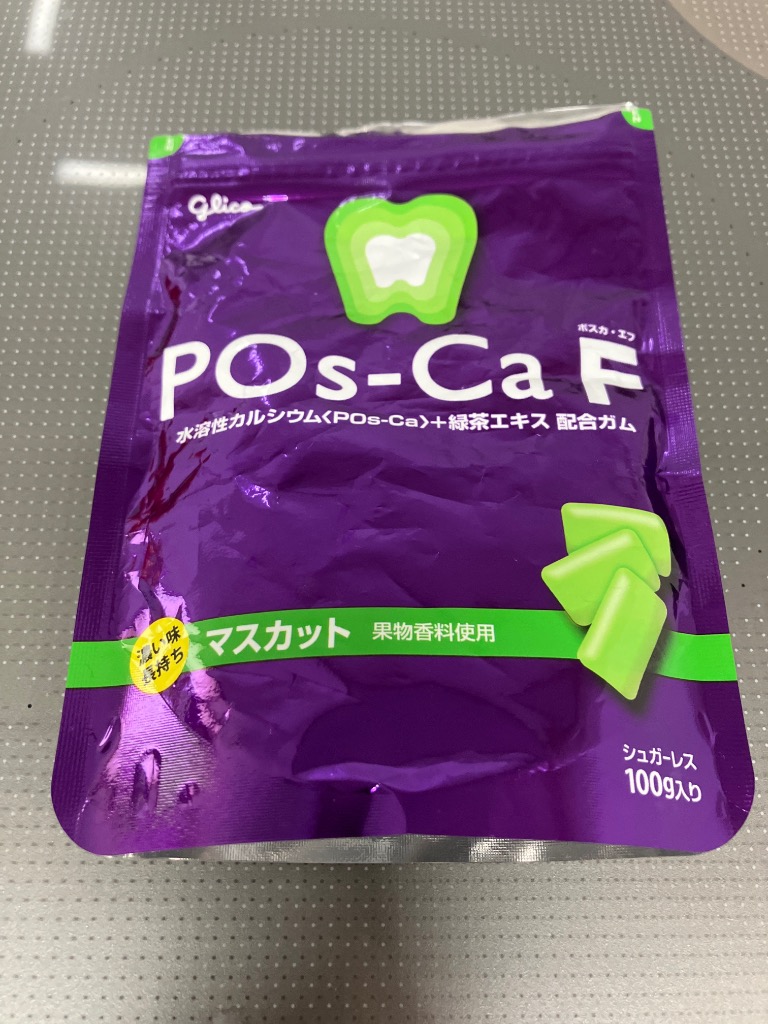 Glico
ポスカ・エフ
POs-Ca F
水溶性カルシウム〈POs-Ca〉+緑茶エキス 配合ガム
濃い味
長持ち
マスカット 果物香料使用
シュガーレス
100g入り